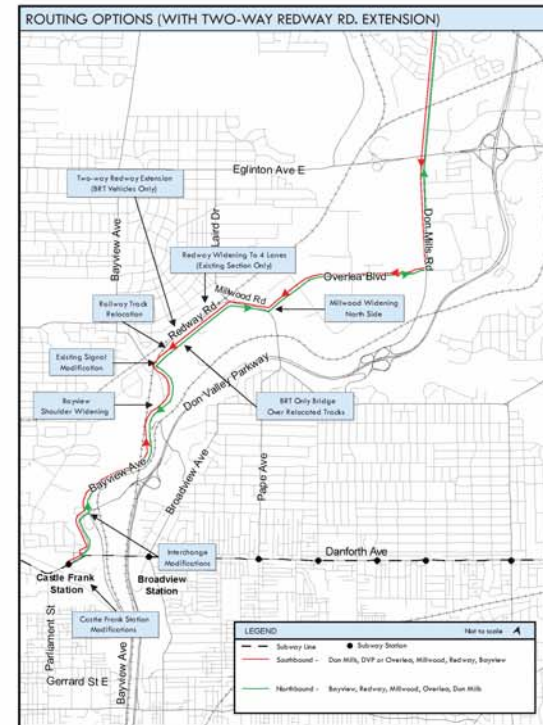 ROUTING OPTIONS (WITH TWO-WAY REDWAY RD. EXTENSION)
Eglinton Ave E
Two-way Redway Extension
(BRT Vehicles Only)
Bayview Ave
Laird Dr
Don Mills Rd
Redway Widening To 4 Lanes
(Existing Section Only)
Overlea Blvd
Millwood Rd
Railway Track
Relocation
Redway Rd.
Millwood Widening
North Side
Existing Signal
Modification
Don Valley Parkway
Bayview
Shoulder Widening
BRT Only Bridge
Over Relocated Tracks
Bayview Ave
Broadview Ave
Pape Ave
Interchange
Modifications
Danforth Ave
Castle Frank
Station
Broadview
Station
Castle Frank Station
Modifications
Parliament St
Bayview Ave
Gerrard St E
LEGEND
Not to scale
Subway Line
Subway Station
Southbound - Don Mills, DVP or Overlea, Millwood, Redway, Bayview
Northbound - Bayview, Redway, Millwood, Overlea, Don Mills